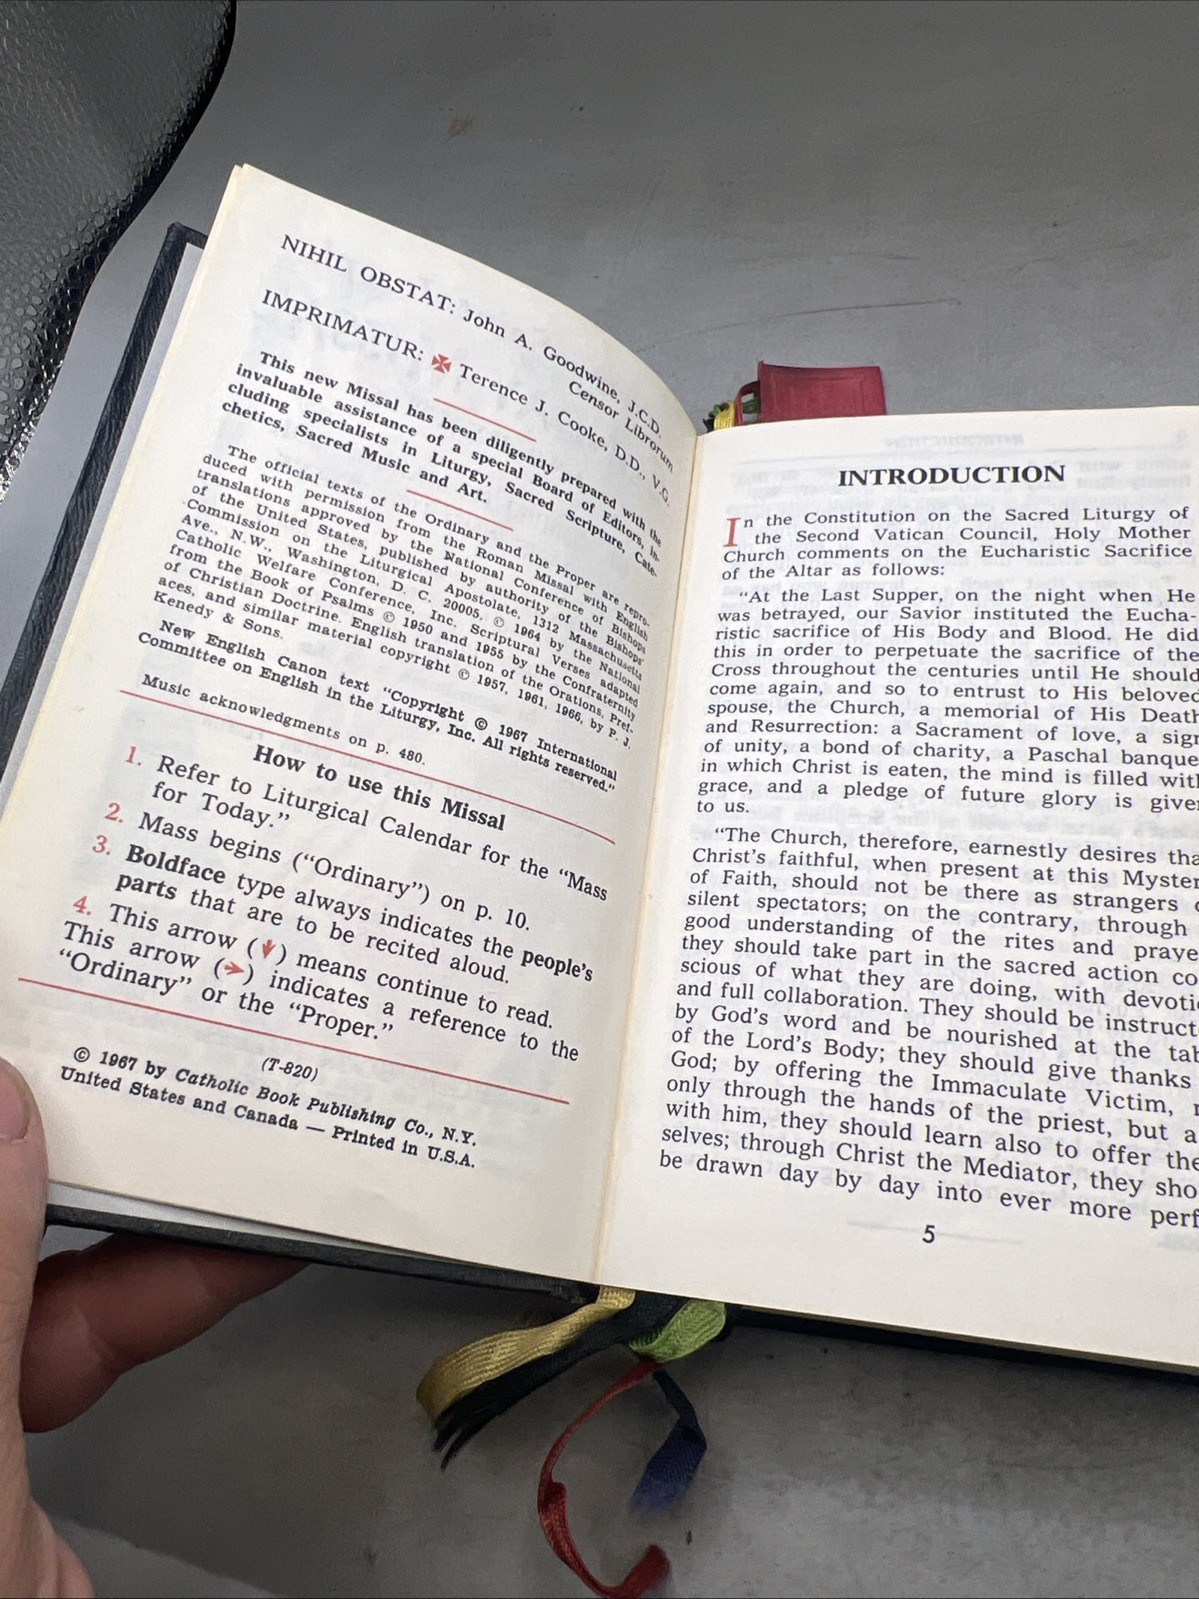 NIHIL OBSTAT: John A. Goodwine, J.C.D.
Censor Librorum
IMPRIMATUR: ✠ Terence J. Cooke, D.D., V.G.
This new Missal has been diligently prepared with the
invaluable assistance of a special Board of Editors, in-
cluding specialists in Liturgy, Sacred Scripture, Cate-
chetics, Sacred Music and Art.
The official texts of the Ordinary and the Proper are repro-
duced with permission from the Roman Missal with English
translations approved by the National Conference of Bishops
of the United States, published by authority of the Bishops'
Commission on the Liturgical Apostolate, 1312 Massachusetts
Ave., N.W., Washington, D. C. 20005. © 1964 by the National
Catholic Welfare Conference, Inc. Scriptural Verses adapted
from the Book of Psalms © 1950 and 1955 by the Confraternity
of Christian Doctrine. English translation of the Orations, Pref-
aces, and similar material copyright © 1957, 1961, 1966, by P. J.
Kenedy & Sons.
New English Canon text "Copyright © 1967 International
Committee on English in the Liturgy, Inc. All rights reserved."
Music acknowledgments on p. 480.
How to use this Missal
1. Refer to Liturgical Calendar for the "Mass
for Today."
2. Mass begins ("Ordinary") on p. 10.
3. Boldface type always indicates the people's
parts that are to be recited aloud.
4. This arrow (↓) means continue to read.
This arrow (→) indicates a reference to the
"Ordinary" or the "Proper."
(T-820)
© 1967 by Catholic Book Publishing Co., N.Y.
United States and Canada — Printed in U.S.A.
INTRODUCTION
In the Constitution on the Sacred Liturgy of
the Second Vatican Council, Holy Mother
Church comments on the Eucharistic Sacrifice
of the Altar as follows:
"At the Last Supper, on the night when He
was betrayed, our Savior instituted the Eucha-
ristic sacrifice of His Body and Blood. He did
this in order to perpetuate the sacrifice of the
Cross throughout the centuries until He should
come again, and so to entrust to His beloved
spouse, the Church, a memorial of His Death
and Resurrection: a Sacrament of love, a sign
of unity, a bond of charity, a Paschal banque
in which Christ is eaten, the mind is filled with
grace, and a pledge of future glory is given
to us.
"The Church, therefore, earnestly desires tha
Christ's faithful, when present at this Myster
of Faith, should not be there as strangers o
silent spectators; on the contrary, through
good understanding of the rites and praye
they should take part in the sacred action co
scious of what they are doing, with devoti
and full collaboration. They should be instruct
by God's word and be nourished at the tab
of the Lord's Body; they should give thanks
God; by offering the Immaculate Victim, n
only through the hands of the priest, but a
with him, they should learn also to offer the
selves; through Christ the Mediator, they sho
be drawn day by day into ever more perf
5